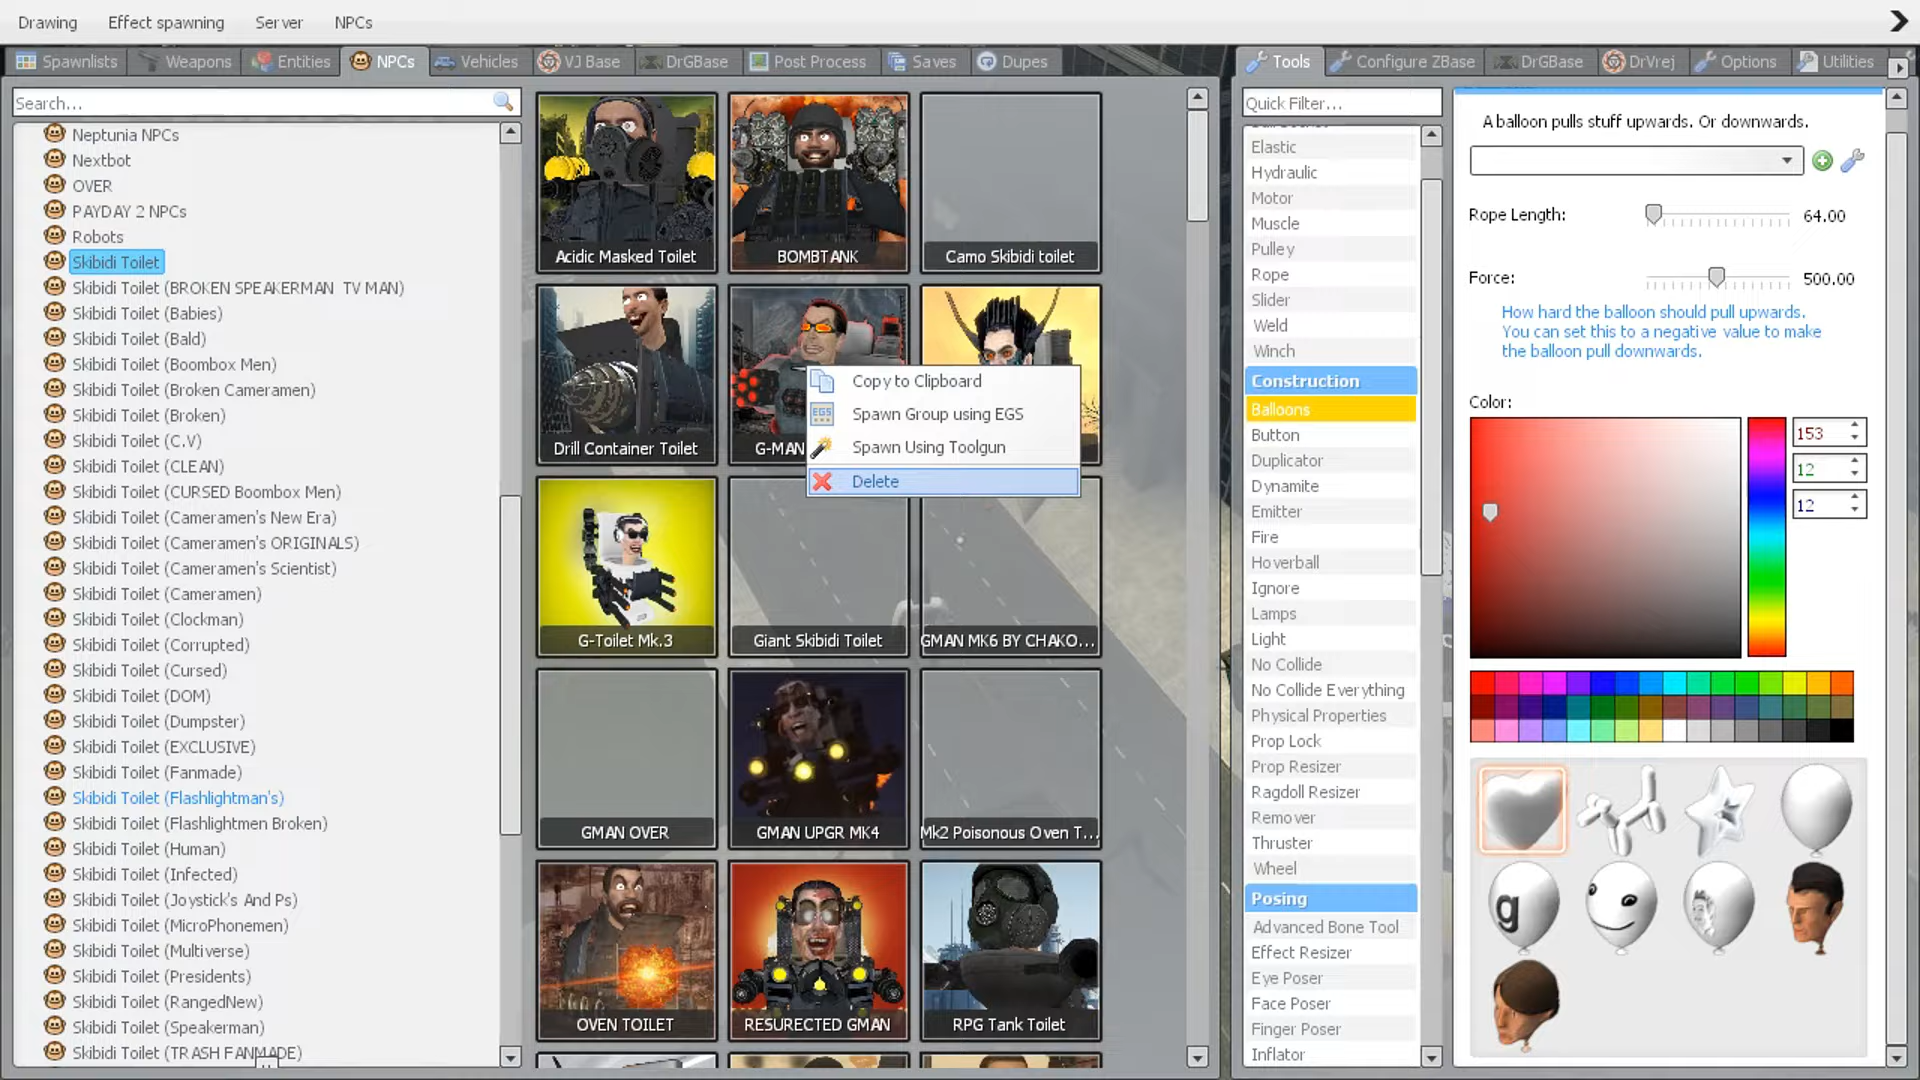 Drawing Effect spawning Server NPCs
Spawnlists Weapons Entities NPCs Vehicles VJ Base DrGBase Post Process Saves Dupes
Search...
Neptunia NPCs
Nextbot
OVER
PAYDAY 2 NPCs
Robots
Skibidi Toilet
Skibidi Toilet (BROKEN SPEAKERMAN TV MAN)
Skibidi Toilet (Babies)
Skibidi Toilet (Bald)
Skibidi Toilet (Boombox Men)
Skibidi Toilet (Broken Cameramen)
Skibidi Toilet (Broken)
Skibidi Toilet (C.V)
Skibidi Toilet (CLEAN)
Skibidi Toilet (CURSED Boombox Men)
Skibidi Toilet (Cameramen's New Era)
Skibidi Toilet (Cameramen's ORIGINALS)
Skibidi Toilet (Cameramen's Scientist)
Skibidi Toilet (Cameramen)
Skibidi Toilet (Clockman)
Skibidi Toilet (Corrupted)
Skibidi Toilet (Cursed)
Skibidi Toilet (DOM)
Skibidi Toilet (Dumpster)
Skibidi Toilet (EXCLUSIVE)
Skibidi Toilet (Fanmade)
Skibidi Toilet (Flashlightman's)
Skibidi Toilet (Flashlightmen Broken)
Skibidi Toilet (Human)
Skibidi Toilet (Infected)
Skibidi Toilet (Joystick's And Ps)
Skibidi Toilet (MicroPhonemen)
Skibidi Toilet (Multiverse)
Skibidi Toilet (Presidents)
Skibidi Toilet (RangedNew)
Skibidi Toilet (Speakerman)
Skibidi Toilet (TRASH FANMADE)
Acidic Masked Toilet BOMBTANK Camo Skibidi toilet
Drill Container Toilet G-MAN
Copy to Clipboard
EGS Spawn Group using EGS
Spawn Using Toolgun
Delete
G-Toilet Mk.3 Giant Skibidi Toilet GMAN MK6 BY CHAKO...
GMAN OVER GMAN UPGR MK4 Mk2 Poisonous Oven T...
OVEN TOILET RESURECTED GMAN RPG Tank Toilet
Tools Configure ZBase DrGBase DrVrej Options Utilities
Quick Filter...
Elastic
Hydraulic
Motor
Muscle
Pulley
Rope
Slider
Weld
Winch
Construction
Balloons
Button
Duplicator
Dynamite
Emitter
Fire
Hoverball
Ignore
Lamps
Light
No Collide
No Collide Everything
Physical Properties
Prop Lock
Prop Resizer
Ragdoll Resizer
Remover
Thruster
Wheel
Posing
Advanced Bone Tool
Effect Resizer
Eye Poser
Face Poser
Finger Poser
Inflator
A balloon pulls stuff upwards. Or downwards.
Rope Length: 64.00
Force: 500.00
How hard the balloon should pull upwards.
You can set this to a negative value to make
the balloon pull downwards.
Color:
153
12
12
g